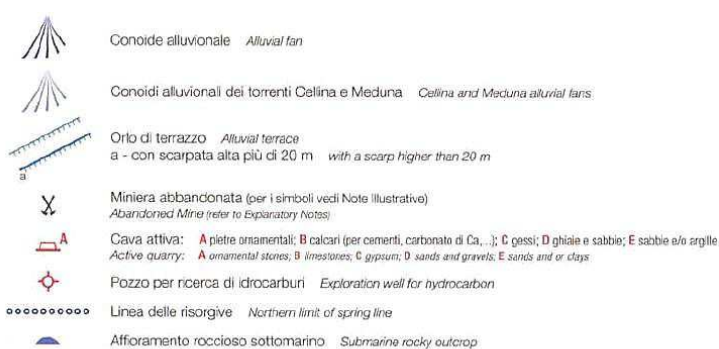 Conoide alluvionale Alluvial fan
Conoidi alluvionali dei torrenti Cellina e Meduna Cellina and Meduna alluvial fans
Orlo di terrazzo Alluvial terrace
a - con scarpata alta più di 20 m with a scarp higher than 20 m
a
Miniera abbandonata (per i simboli vedi Note Illustrative)
Abandoned Mine (refer to Explanatory Notes)
A Cava attiva: A pietre ornamentali; B calcari (per cementi, carbonato di Ca,..); C gessi; D ghiaie e sabbie; E sabbie e/o argille
Active quarry: A ornamental stones; B limestones; C gypsum; D sands and gravels; E sands and or clays
Pozzo per ricerca di idrocarburi Exploration well for hydrocarbon
Linea delle risorgive Northern limit of spring line
Affioramento roccioso sottomarino Submarine rocky outcrop